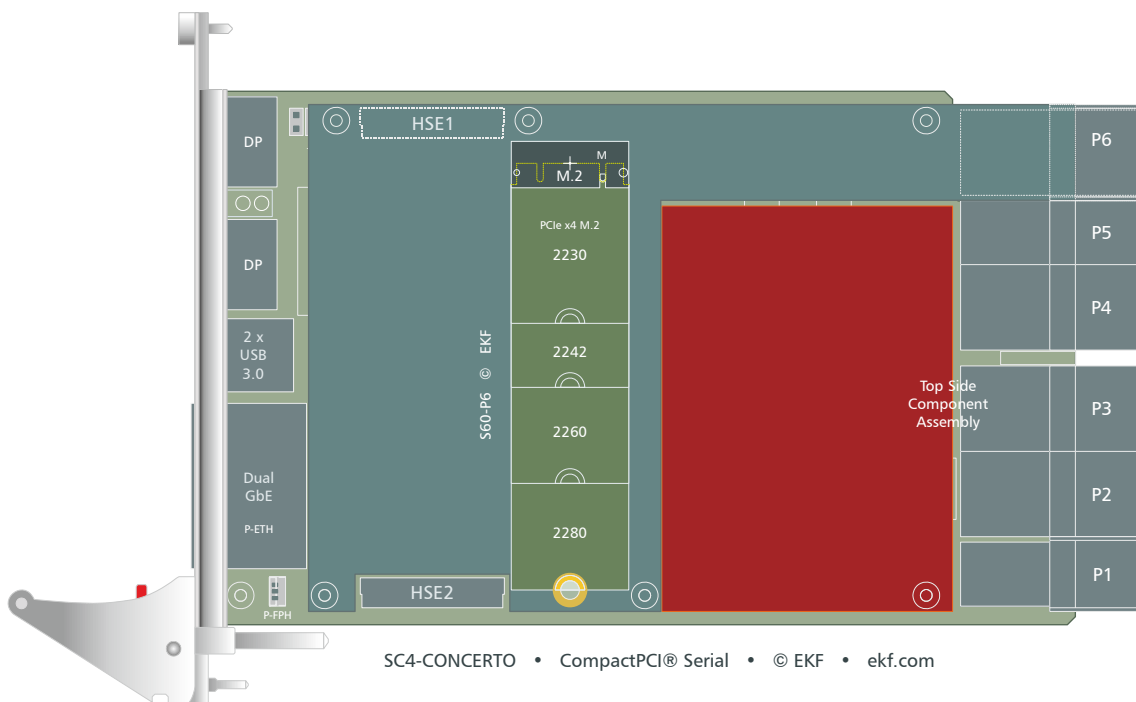 DP
HSE1
M
M.2
P6
PCIe x4 M.2
2230
P5
DP
P4
2 x
USB
3.0
S60-P6 © EKF
2242
Top Side
Component
Assembly
P3
2260
Dual
GbE
P-ETH
P2
2280
P1
HSE2
P-FPH
SC4-CONCERTO • CompactPCI® Serial • © EKF • ekf.com